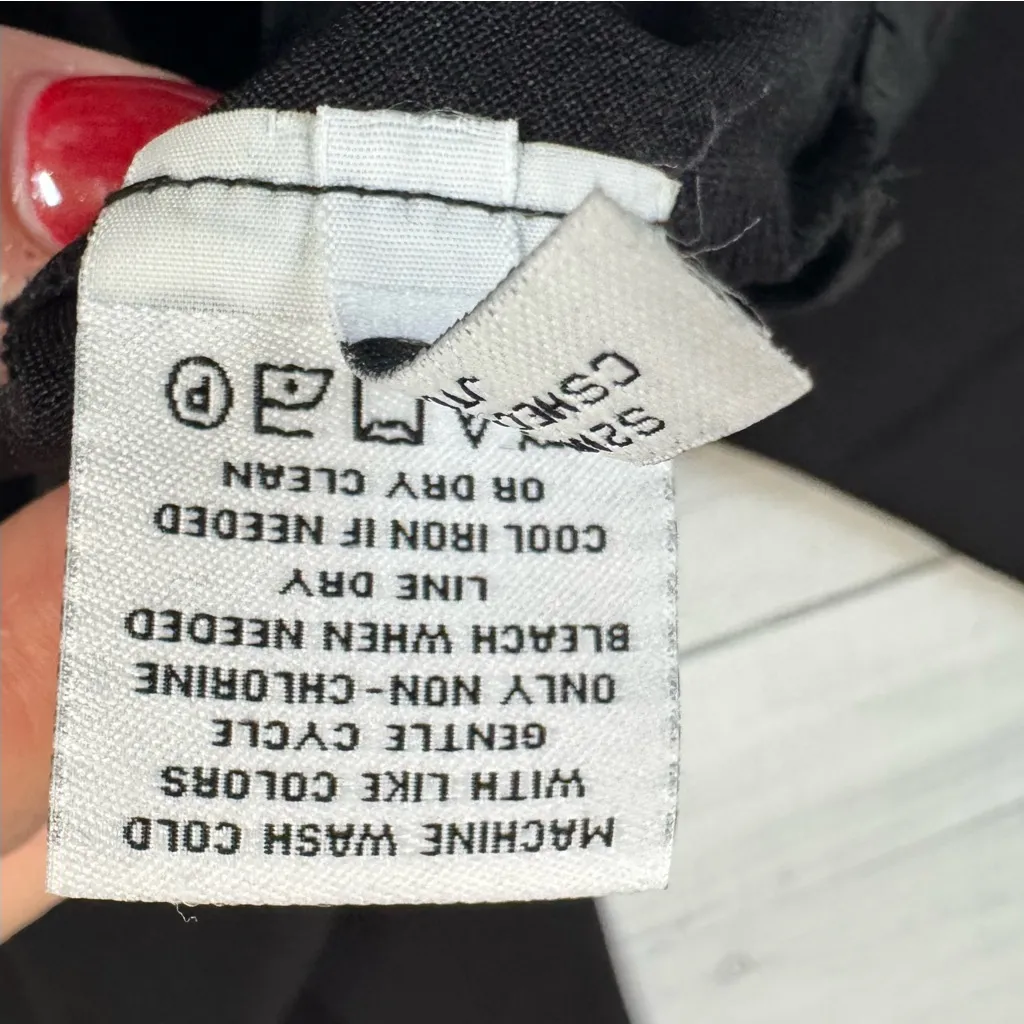 MACHINE WASH COLD
WITH LIKE COLORS
GENTLE CYCLE
ONLY NON-CHLORINE
BLEACH WHEN NEEDED
LINE DRY
COOL IRON IF NEEDED
OR DRY CLEAN
P